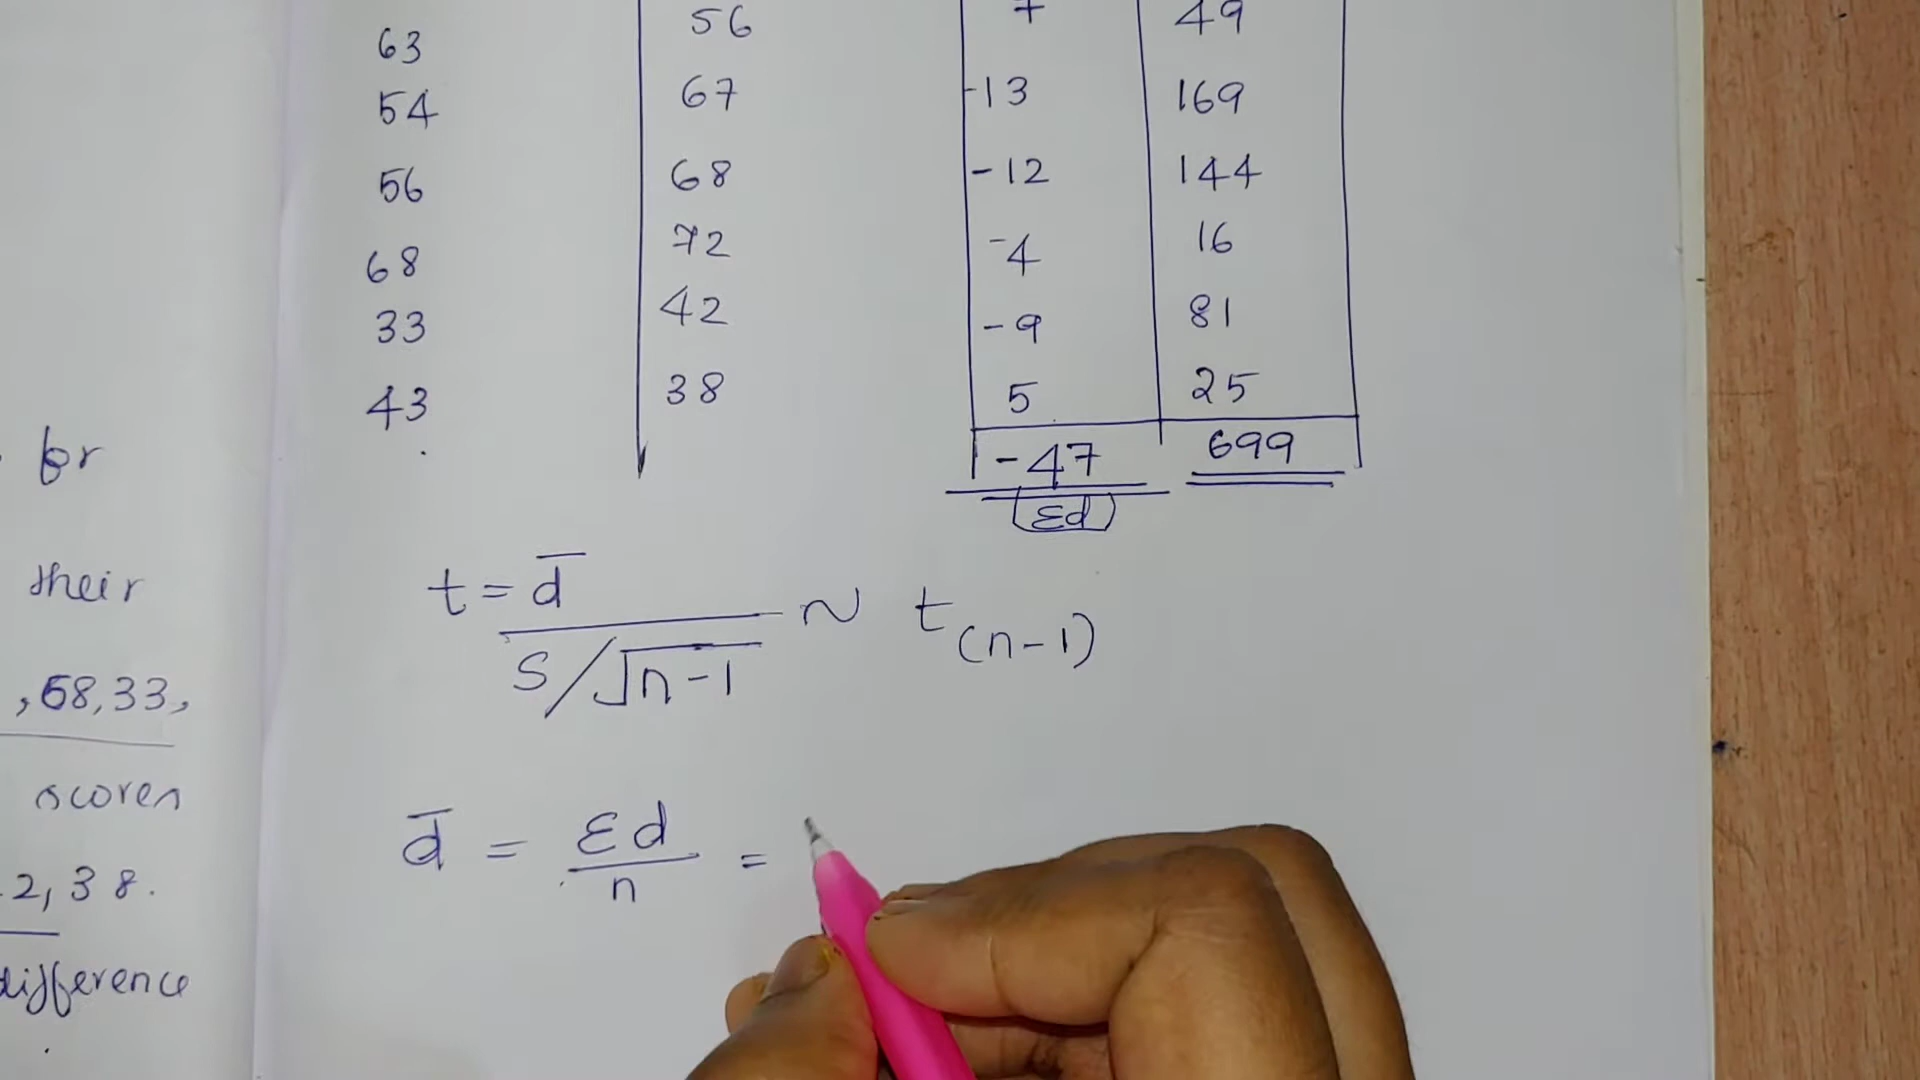 63 56 7 49
54 67 -13 169
56 68 -12 144
68 72 -4 16
33 42 -9 81
43 38 5 25
-47 699
(Σd)
t = d̄ / (S/√n-1) ~ t(n-1)
d̄ = Σd/n =
for
their
,68,33,
scores
2, 38.
difference